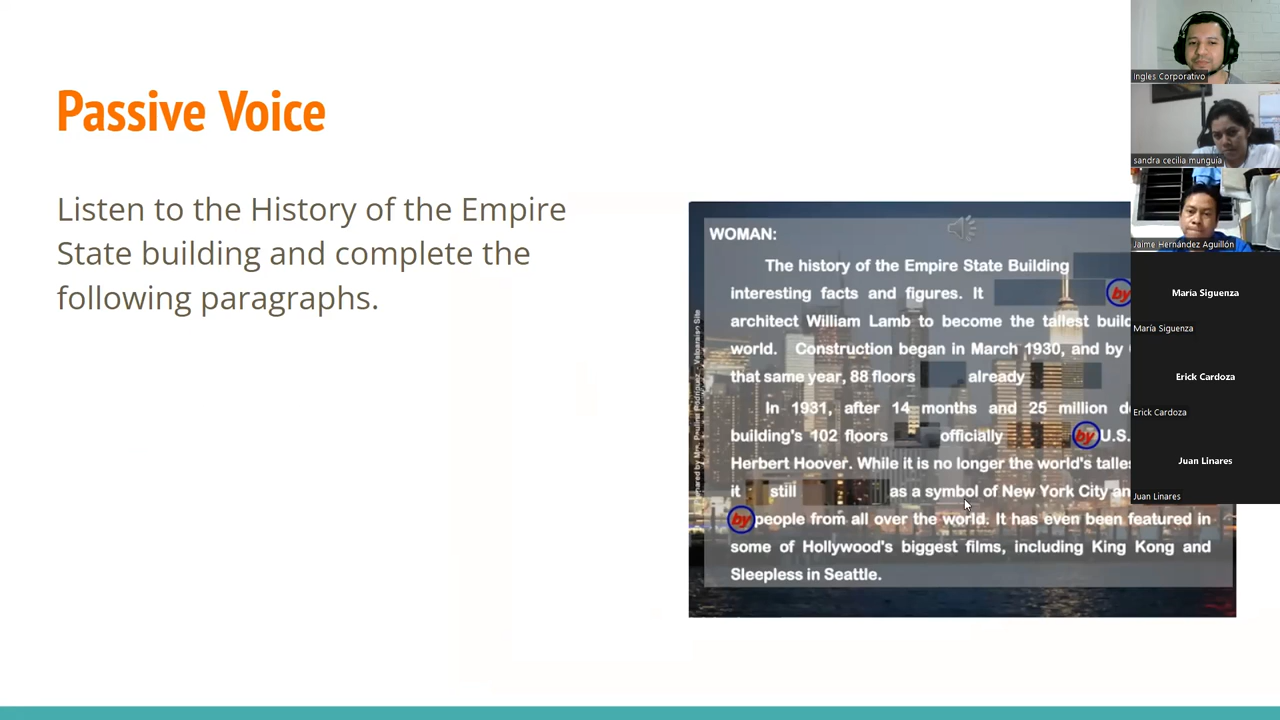 Passive Voice
Listen to the History of the Empire
State building and complete the
following paragraphs.
WOMAN:
The history of the Empire State Building
interesting facts and figures. It by
architect William Lamb to become the tallest
world. Construction began in March 1930, and by
that same year, 88 floors already
In 1931, after 14 months and 25 million
building's 102 floors officially by U.S.
Herbert Hoover. While it is no longer the world's
it still as a symbol of New York City
by people from all over the world. It has even been featured in
some of Hollywood's biggest films, including King Kong and
Sleepless in Seattle.
Ingles Corporativo
sandra cecilia munguia
Jaime Hernández Aguillón
María Siguenza
María Siguenza
Erick Cardoza
Erick Cardoza
Juan Linares
Juan Linares